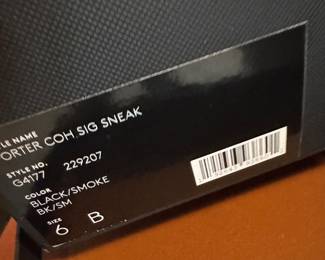 LE NAME
ORTER COH SIG SNEAK
STYLE NO.
G4177 229207
COLOR
BLACK/SMOKE
BK/SM
SIZE
6 B